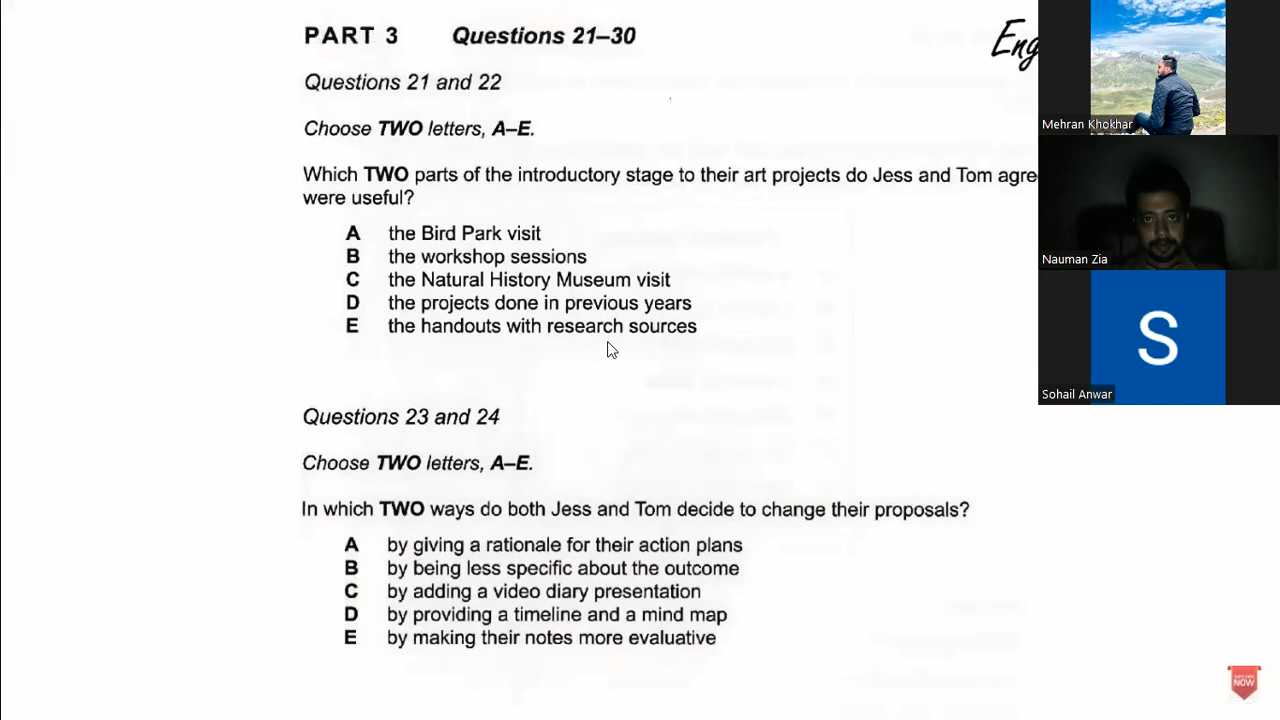 PART 3 Questions 21–30
Questions 21 and 22
Choose TWO letters, A–E.
Which TWO parts of the introductory stage to their art projects do Jess and Tom agre
were useful?
A the Bird Park visit
B the workshop sessions
C the Natural History Museum visit
D the projects done in previous years
E the handouts with research sources
Questions 23 and 24
Choose TWO letters, A–E.
In which TWO ways do both Jess and Tom decide to change their proposals?
A by giving a rationale for their action plans
B by being less specific about the outcome
C by adding a video diary presentation
D by providing a timeline and a mind map
E by making their notes more evaluative
Eng
Mehran Khokhar
Nauman Zia
S
Sohail Anwar
NOW